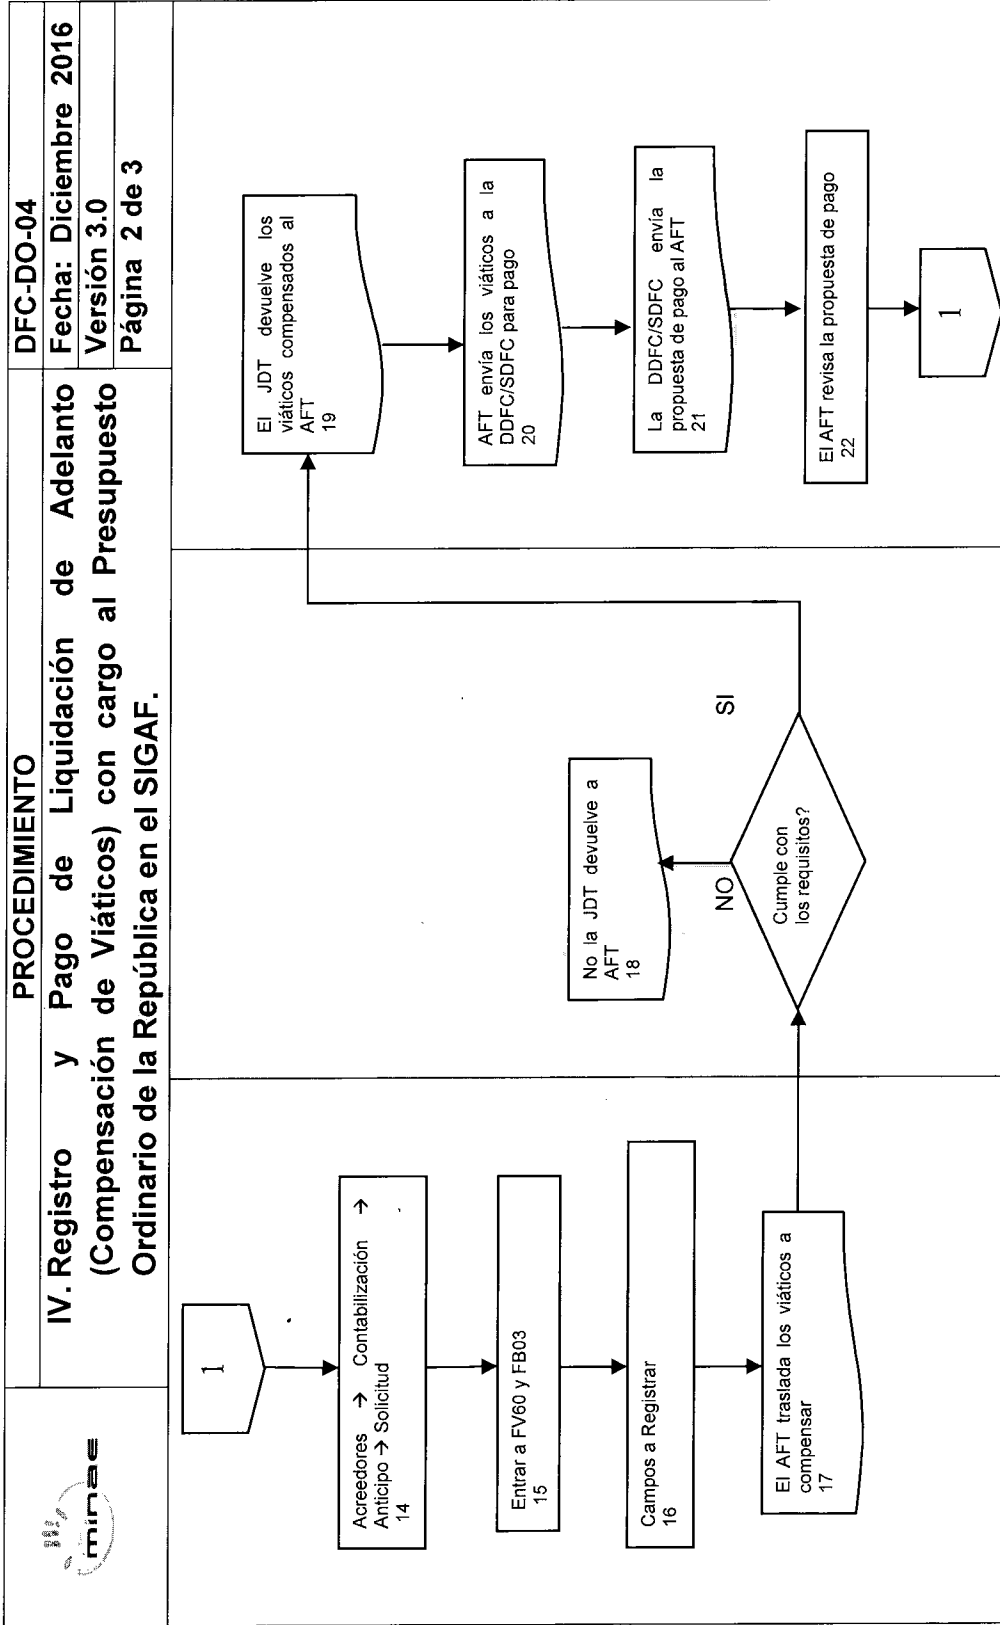 minae
PROCEDIMIENTO
IV. Registro y Pago de Liquidación de Adelanto
(Compensación de Viáticos) con cargo al Presupuesto
Ordinario de la República en el SIGAF.
DFC-DO-04
Fecha: Diciembre 2016
Versión 3.0
Página 2 de 3
1
Acreedores → Contabilización →
Anticipo → Solicitud
14
Entrar a FV60 y FB03
15
Campos a Registrar
16
El AFT traslada los viáticos a
compensar
17
Cumple con
los requisitos?
NO
SI
No la JDT devuelve a
AFT
18
El JDT devuelve los
viáticos compensados al
AFT
19
AFT envía los viáticos a la
DDFC/SDFC para pago
20
La DDFC/SDFC envía la
propuesta de pago al AFT
21
El AFT revisa la propuesta de pago
22
1